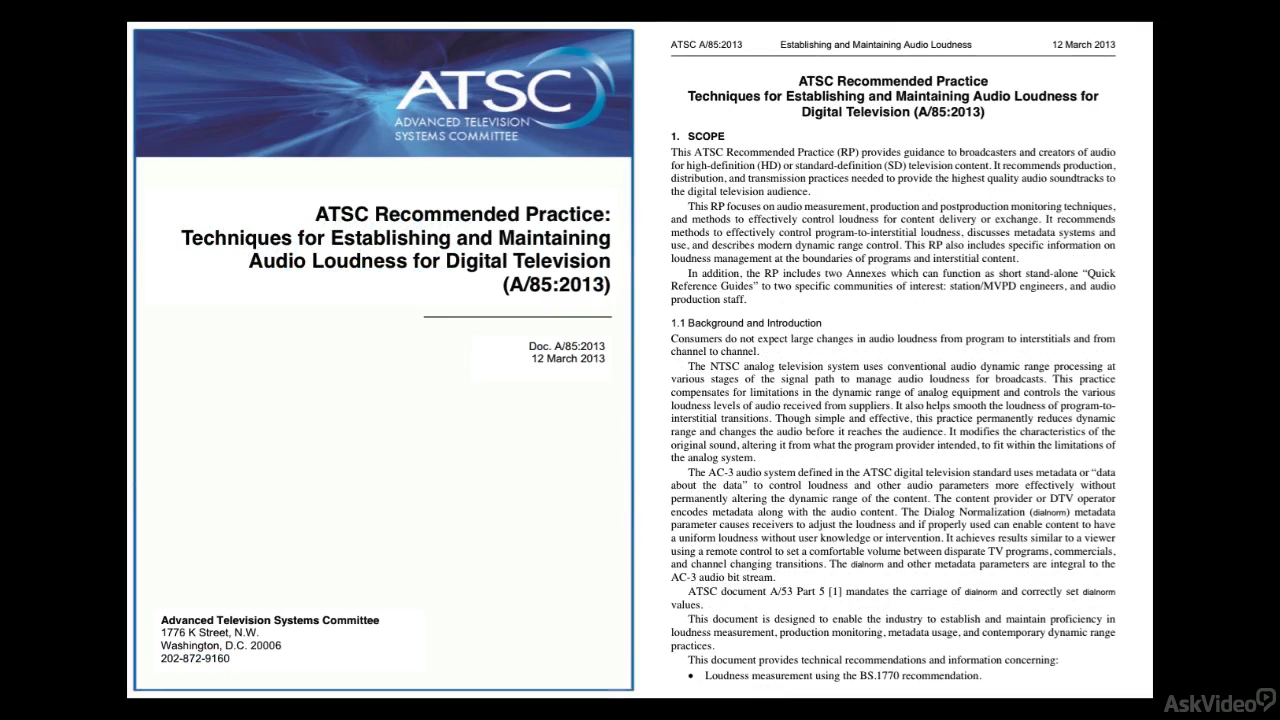 ATSC
ADVANCED TELEVISION
SYSTEMS COMMITTEE
ATSC Recommended Practice:
Techniques for Establishing and Maintaining
Audio Loudness for Digital Television
(A/85:2013)
Doc. A/85:2013
12 March 2013
Advanced Television Systems Committee
1776 K Street, N.W.
Washington, D.C. 20006
202-872-9160
ATSC A/85:2013 Establishing and Maintaining Audio Loudness 12 March 2013
ATSC Recommended Practice
Techniques for Establishing and Maintaining Audio Loudness for
Digital Television (A/85:2013)
1. SCOPE
This ATSC Recommended Practice (RP) provides guidance to broadcasters and creators of audio
for high-definition (HD) or standard-definition (SD) television content. It recommends production,
distribution, and transmission practices needed to provide the highest quality audio soundtracks to
the digital television audience.
This RP focuses on audio measurement, production and postproduction monitoring techniques,
and methods to effectively control loudness for content delivery or exchange. It recommends
methods to effectively control program-to-interstitial loudness, discusses metadata systems and
use, and describes modern dynamic range control. This RP also includes specific information on
loudness management at the boundaries of programs and interstitial content.
In addition, the RP includes two Annexes which can function as short stand-alone “Quick
Reference Guides” to two specific communities of interest: station/MVPD engineers, and audio
production staff.
1.1 Background and Introduction
Consumers do not expect large changes in audio loudness from program to interstitials and from
channel to channel.
The NTSC analog television system uses conventional audio dynamic range processing at
various stages of the signal path to manage audio loudness for broadcasts. This practice
compensates for limitations in the dynamic range of analog equipment and controls the various
loudness levels of audio received from suppliers. It also helps smooth the loudness of program-to-
interstitial transitions. Though simple and effective, this practice permanently reduces dynamic
range and changes the audio before it reaches the audience. It modifies the characteristics of the
original sound, altering it from what the program provider intended, to fit within the limitations of
the analog system.
The AC-3 audio system defined in the ATSC digital television standard uses metadata or “data
about the data” to control loudness and other audio parameters more effectively without
permanently altering the dynamic range of the content. The content provider or DTV operator
encodes metadata along with the audio content. The Dialog Normalization (dialnorm) metadata
parameter causes receivers to adjust the loudness and if properly used can enable content to have
a uniform loudness without user knowledge or intervention. It achieves results similar to a viewer
using a remote control to set a comfortable volume between disparate TV programs, commercials,
and channel changing transitions. The dialnorm and other metadata parameters are integral to the
AC-3 audio bit stream.
ATSC document A/53 Part 5 [1] mandates the carriage of dialnorm and correctly set dialnorm
values.
This document is designed to enable the industry to establish and maintain proficiency in
loudness measurement, production monitoring, metadata usage, and contemporary dynamic range
practices.
This document provides technical recommendations and information concerning:
• Loudness measurement using the BS.1770 recommendation.
AskVideo